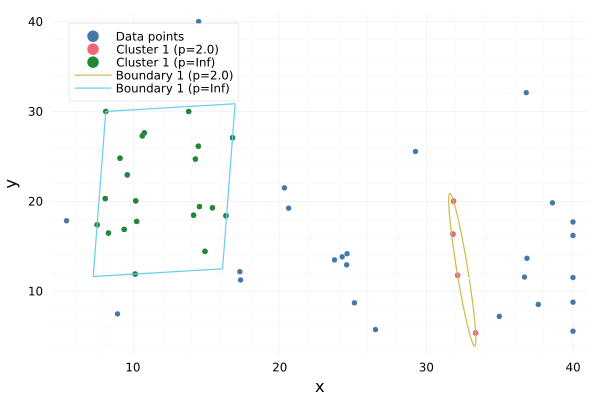 40
Data points
Cluster 1 (p=2.0)
Cluster 1 (p=Inf)
Boundary 1 (p=2.0)
Boundary 1 (p=Inf)
30
y
20
10
10 20 30 40
x